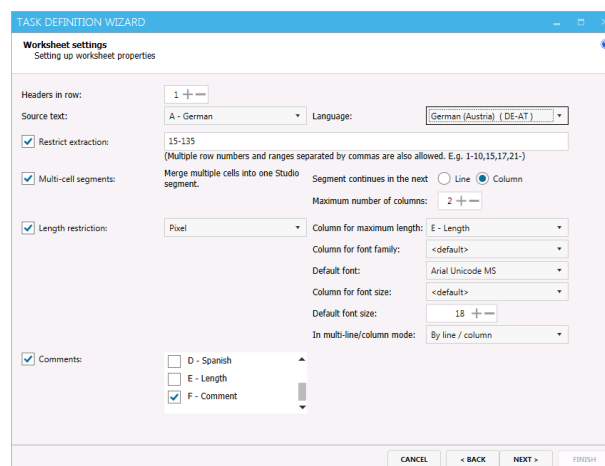 TASK DEFINITION WIZARD
Worksheet settings
Setting up worksheet properties
Headers in row: 1
Source text: A - German Language: German (Austria) ( DE-AT )
Restrict extraction: 15-135
(Multiple row numbers and ranges separated by commas are also allowed. E.g. 1-10,15,17,21-)
Multi-cell segments: Merge multiple cells into one Studio segment. Segment continues in the next Line Column
Maximum number of columns: 2
Length restriction: Pixel Column for maximum length: E - Length
Column for font family: <default>
Default font: Arial Unicode MS
Column for font size: <default>
Default font size: 18
In multi-line/column mode: By line / column
Comments: D - Spanish
E - Length
F - Comment
CANCEL < BACK NEXT > FINISH